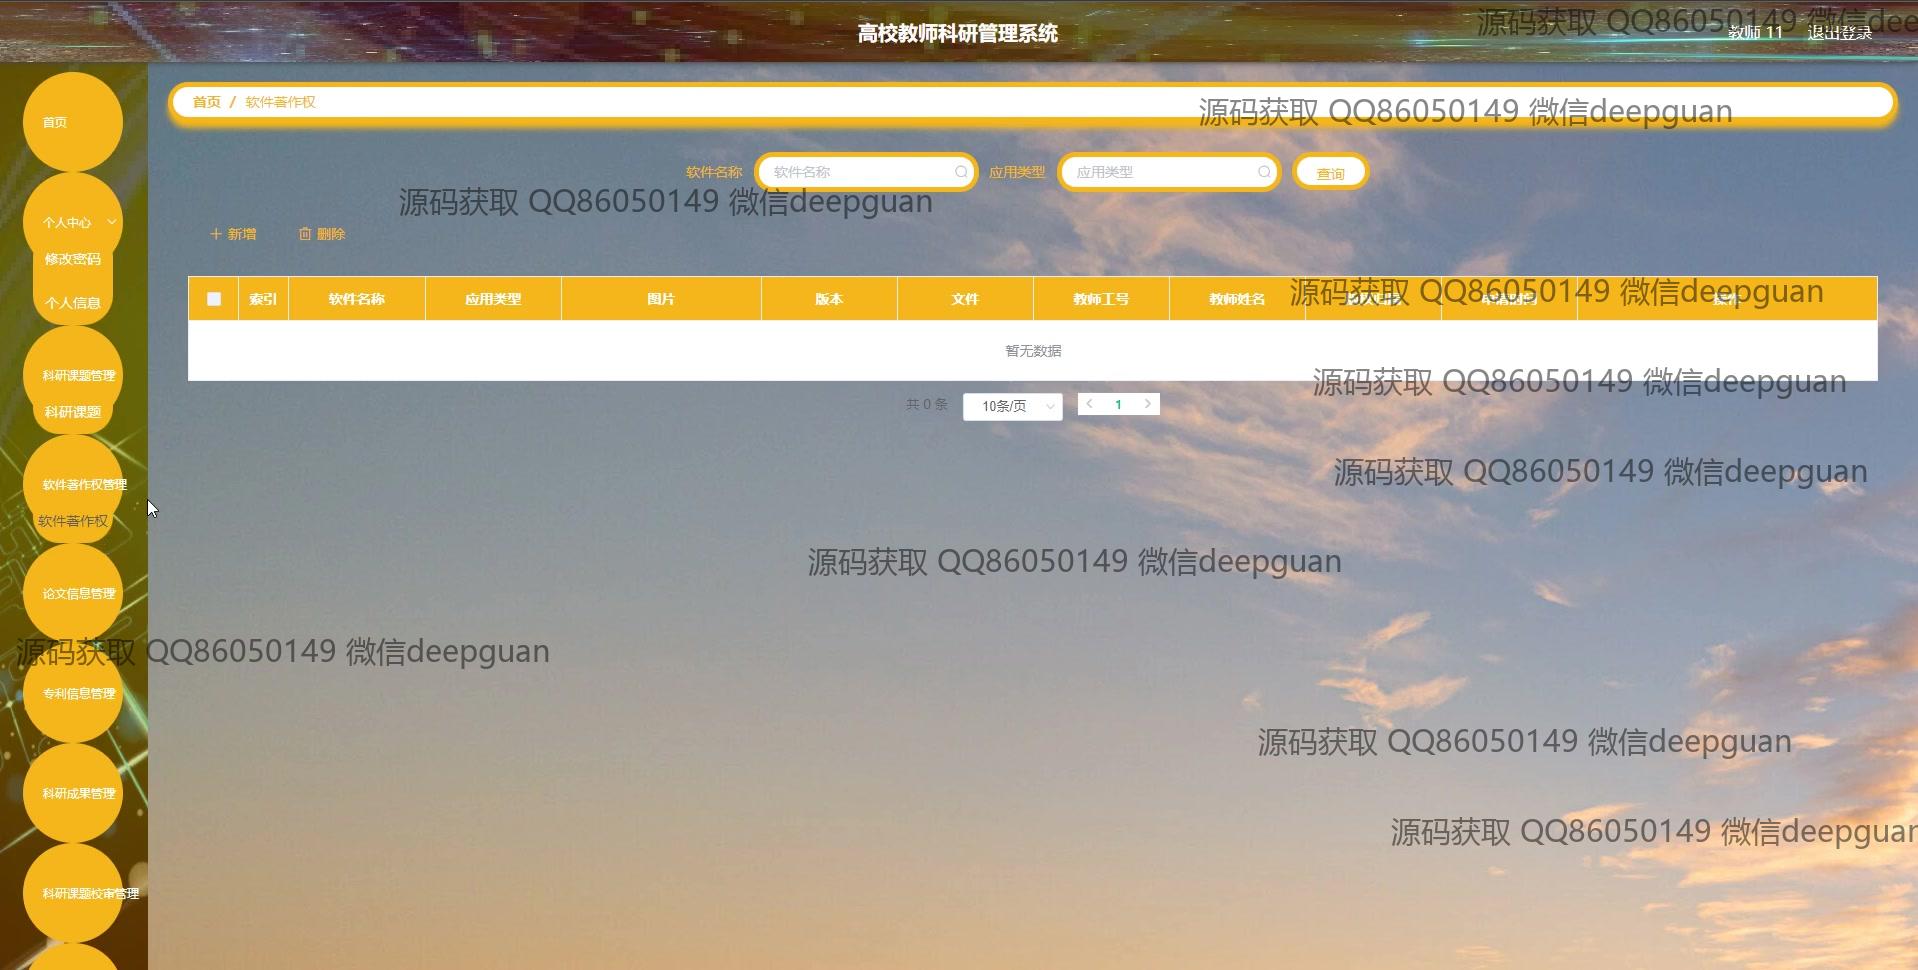 高校教师科研管理系统
源码获取 QQ86050149 微信dee
教师 11 退出登录
首页
首页 / 软件著作权
源码获取 QQ86050149 微信deepguan
软件名称 软件名称 应用类型 应用类型 查询
源码获取 QQ86050149 微信deepguan
个人中心
新增 删除
修改密码
个人信息
索引 软件名称 应用类型 图片 版本 文件 教师工号 教师姓名
源码获取 QQ86050149 微信deepguan
暂无数据
科研课题管理
源码获取 QQ86050149 微信deepguan
共 0 条 10条/页 1
科研课题
源码获取 QQ86050149 微信deepguan
软件著作权管理
软件著作权
源码获取 QQ86050149 微信deepguan
论文信息管理
源码获取 QQ86050149 微信deepguan
专利信息管理
源码获取 QQ86050149 微信deepguan
科研成果管理
源码获取 QQ86050149 微信deepguan
科研课题校审管理